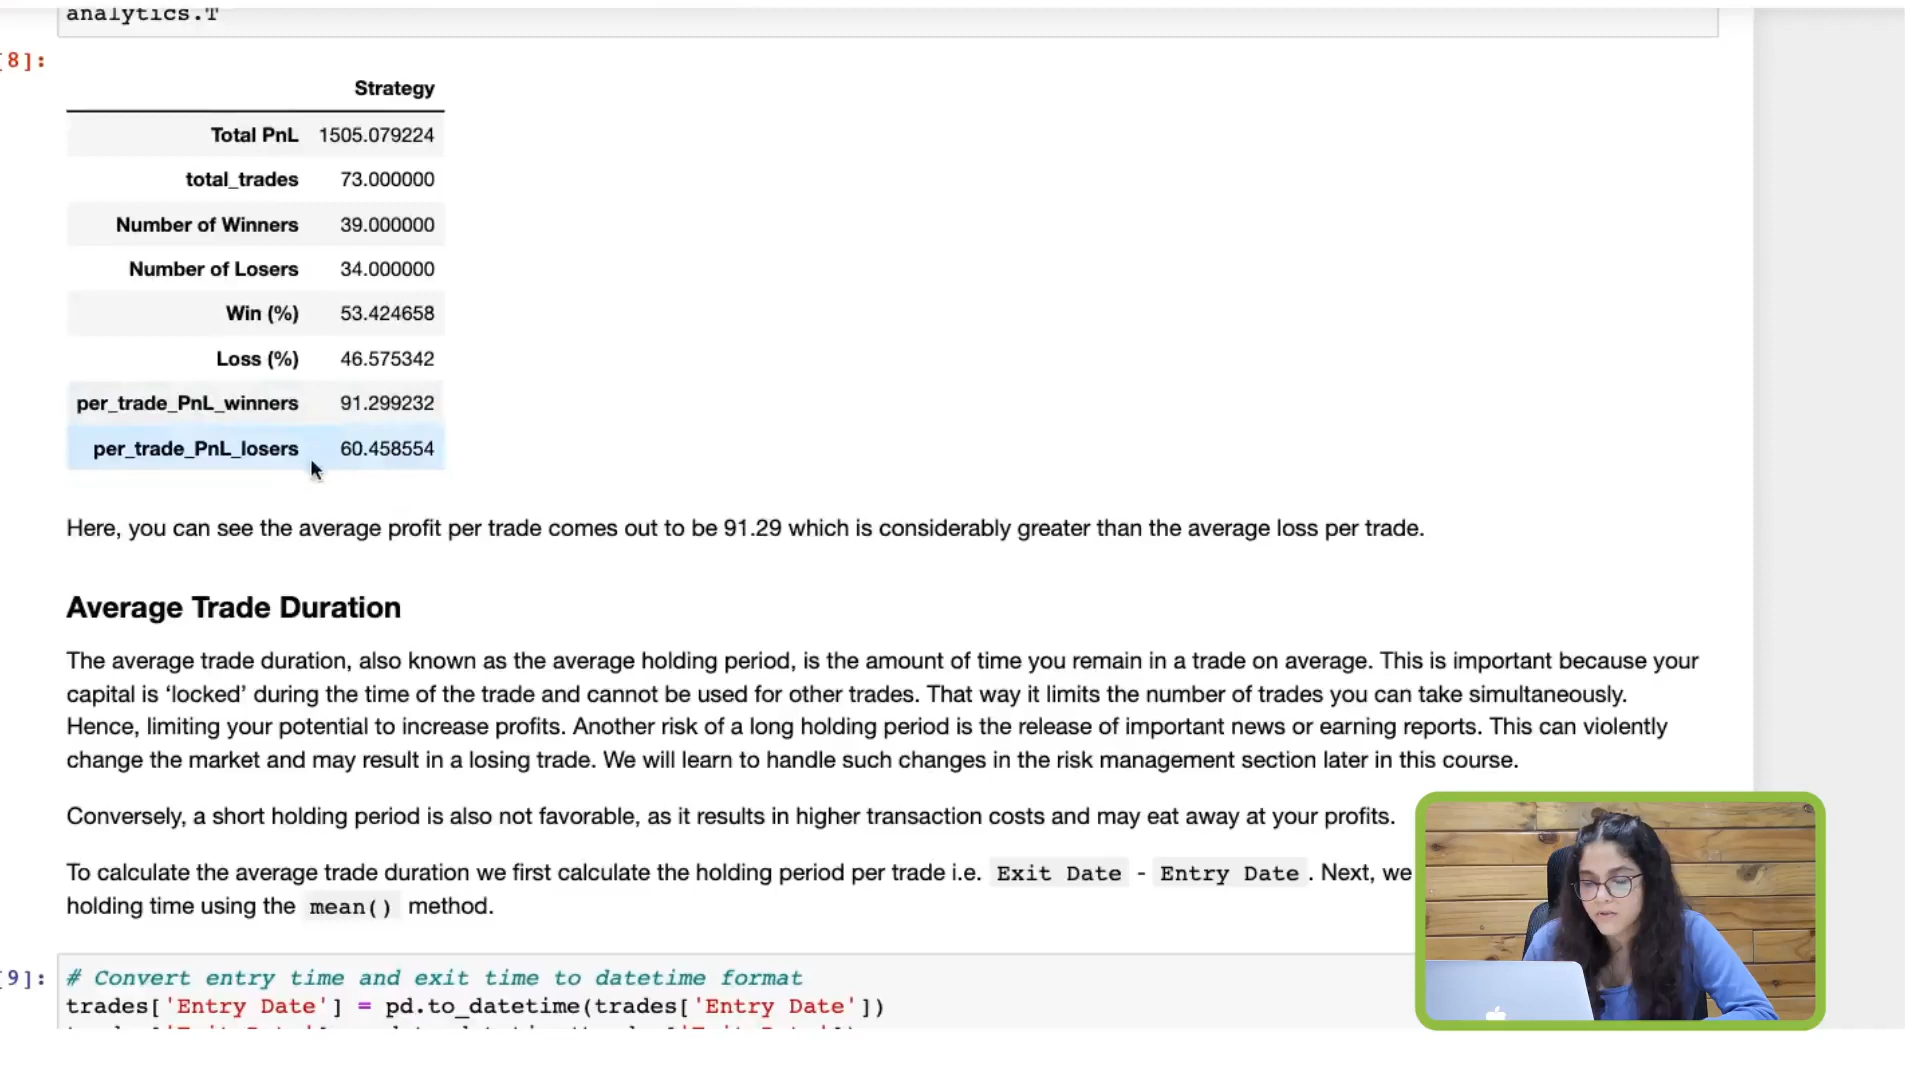 analytics.T
[8]:
Strategy
Total PnL 1505.079224
total_trades 73.000000
Number of Winners 39.000000
Number of Losers 34.000000
Win (%) 53.424658
Loss (%) 46.575342
per_trade_PnL_winners 91.299232
per_trade_PnL_losers 60.458554
Here, you can see the average profit per trade comes out to be 91.29 which is considerably greater than the average loss per trade.
Average Trade Duration
The average trade duration, also known as the average holding period, is the amount of time you remain in a trade on average. This is important because your
capital is ‘locked’ during the time of the trade and cannot be used for other trades. That way it limits the number of trades you can take simultaneously.
Hence, limiting your potential to increase profits. Another risk of a long holding period is the release of important news or earning reports. This can violently
change the market and may result in a losing trade. We will learn to handle such changes in the risk management section later in this course.
Conversely, a short holding period is also not favorable, as it results in higher transaction costs and may eat away at your profits.
To calculate the average trade duration we first calculate the holding period per trade i.e. Exit Date - Entry Date . Next, we
holding time using the mean() method.
[9]: # Convert entry time and exit time to datetime format
trades['Entry Date'] = pd.to_datetime(trades['Entry Date'])